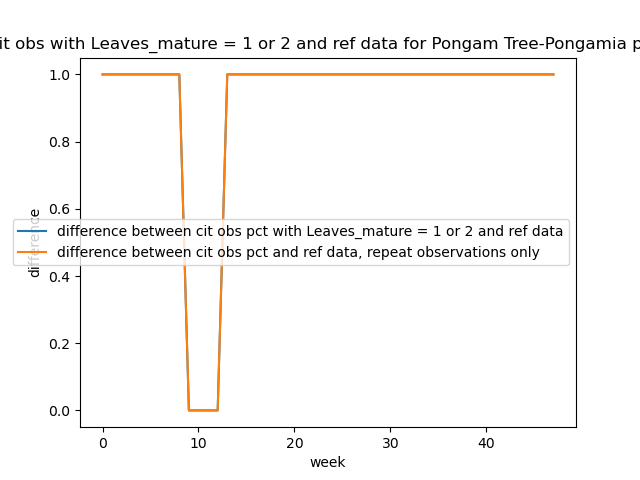 it obs with Leaves_mature = 1 or 2 and ref data for Pongam Tree-Pongamia p
1.0
0.8
0.6
0.4
0.2
0.0
difference
difference between cit obs pct with Leaves_mature = 1 or 2 and ref data
difference between cit obs pct and ref data, repeat observations only
0 10 20 30 40
week